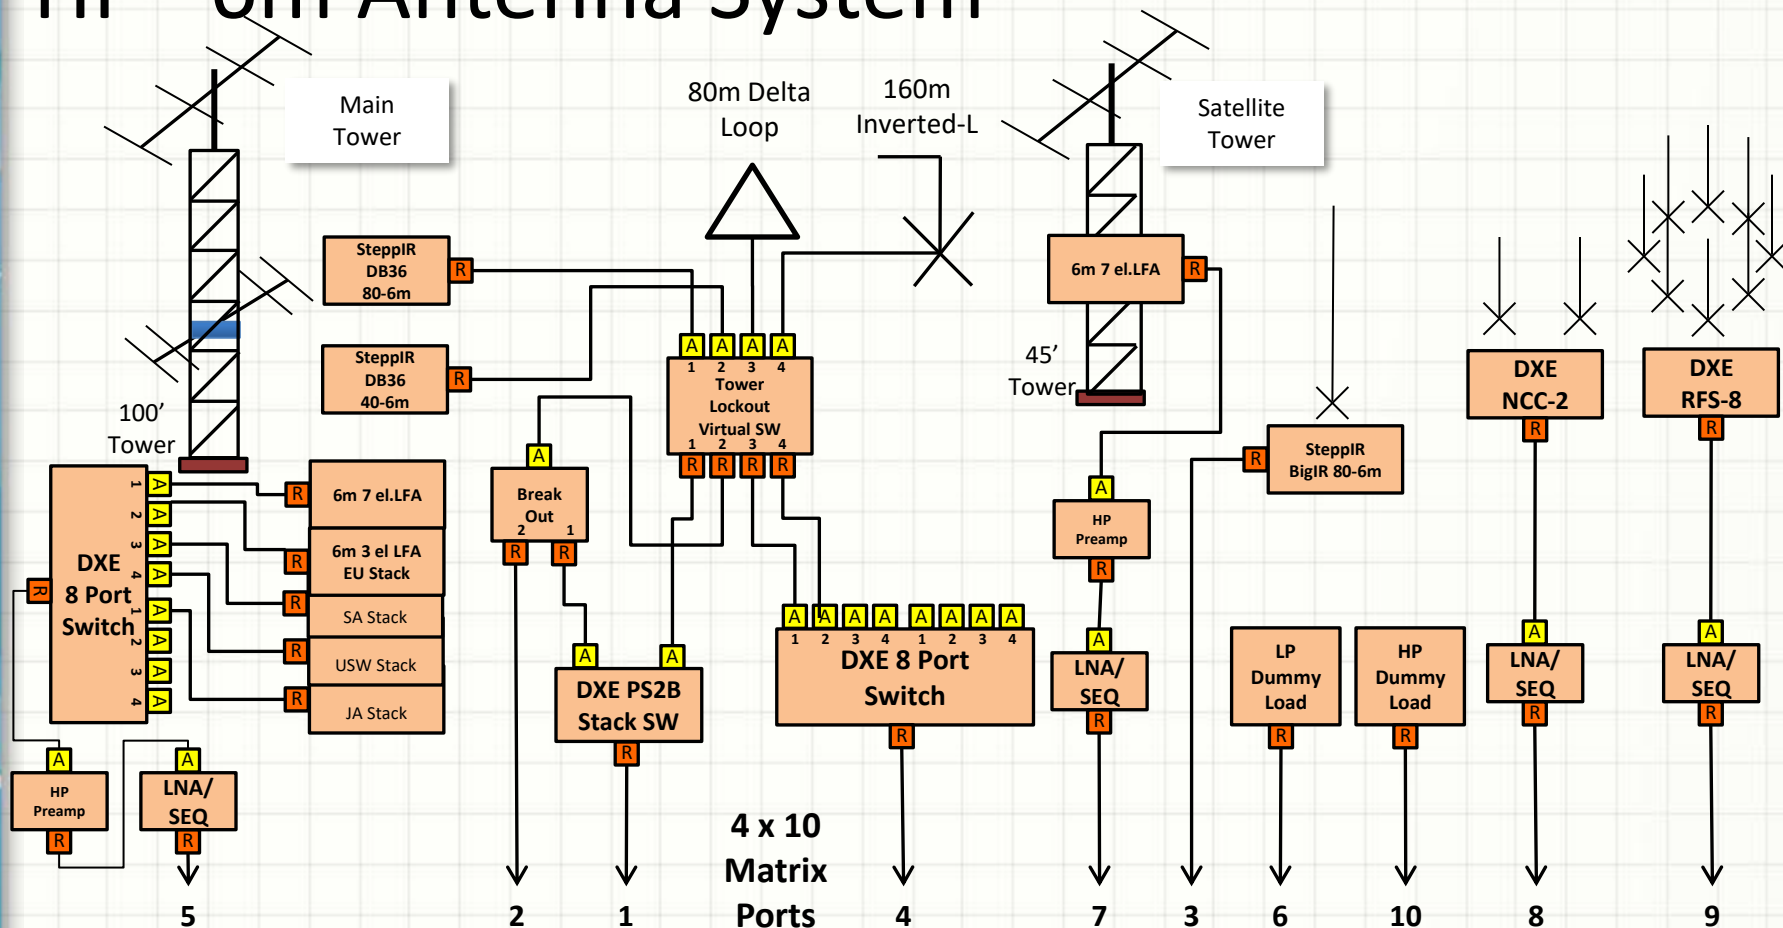 HF - 6m Antenna System
Main
Tower
80m Delta
Loop
160m
Inverted-L
Satellite
Tower
SteppIR
DB36
80-6m
R
6m 7 el.LFA
R
SteppIR
DB36
40-6m
R
A A A A
1 2 3 4
Tower
Lockout
Virtual SW
1 2 3 4
R R R R
45'
Tower
100'
Tower
DXE
NCC-2
R
DXE
RFS-8
R
SteppIR
BigIR 80-6m
R
A
Break
Out
2 1
R R
DXE
8 Port
Switch
R
1 A
2 A
3 A
4 A
1 A
2 A
3 A
4 A
R 6m 7 el.LFA
R 6m 3 el LFA
EU Stack
R SA Stack
R USW Stack
R JA Stack
A
HP
Preamp
R
A A A A A A A A
1 2 3 4 1 2 3 4
DXE 8 Port
Switch
R
A A
DXE PS2B
Stack SW
R
A
LNA/
SEQ
R
LP
Dummy
Load
R
HP
Dummy
Load
R
A
LNA/
SEQ
R
A
LNA/
SEQ
R
A
HP
Preamp
R
A
LNA/
SEQ
R
4 x 10
Matrix
Ports
5 2 1 4 7 3 6 10 8 9